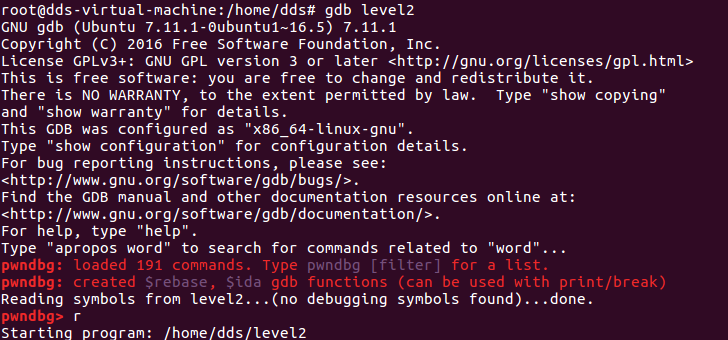 root@dds-virtual-machine:/home/dds# gdb level2
GNU gdb (Ubuntu 7.11.1-0ubuntu1~16.5) 7.11.1
Copyright (C) 2016 Free Software Foundation, Inc.
License GPLv3+: GNU GPL version 3 or later <http://gnu.org/licenses/gpl.html>
This is free software: you are free to change and redistribute it.
There is NO WARRANTY, to the extent permitted by law.  Type "show copying"
and "show warranty" for details.
This GDB was configured as "x86_64-linux-gnu".
Type "show configuration" for configuration details.
For bug reporting instructions, please see:
<http://www.gnu.org/software/gdb/bugs/>.
Find the GDB manual and other documentation resources online at:
<http://www.gnu.org/software/gdb/documentation/>.
For help, type "help".
Type "apropos word" to search for commands related to "word"...
pwndbg: loaded 191 commands. Type pwndbg [filter] for a list.
pwndbg: created $rebase, $ida gdb functions (can be used with print/break)
Reading symbols from level2...(no debugging symbols found)...done.
pwndbg> r
Starting program: /home/dds/level2